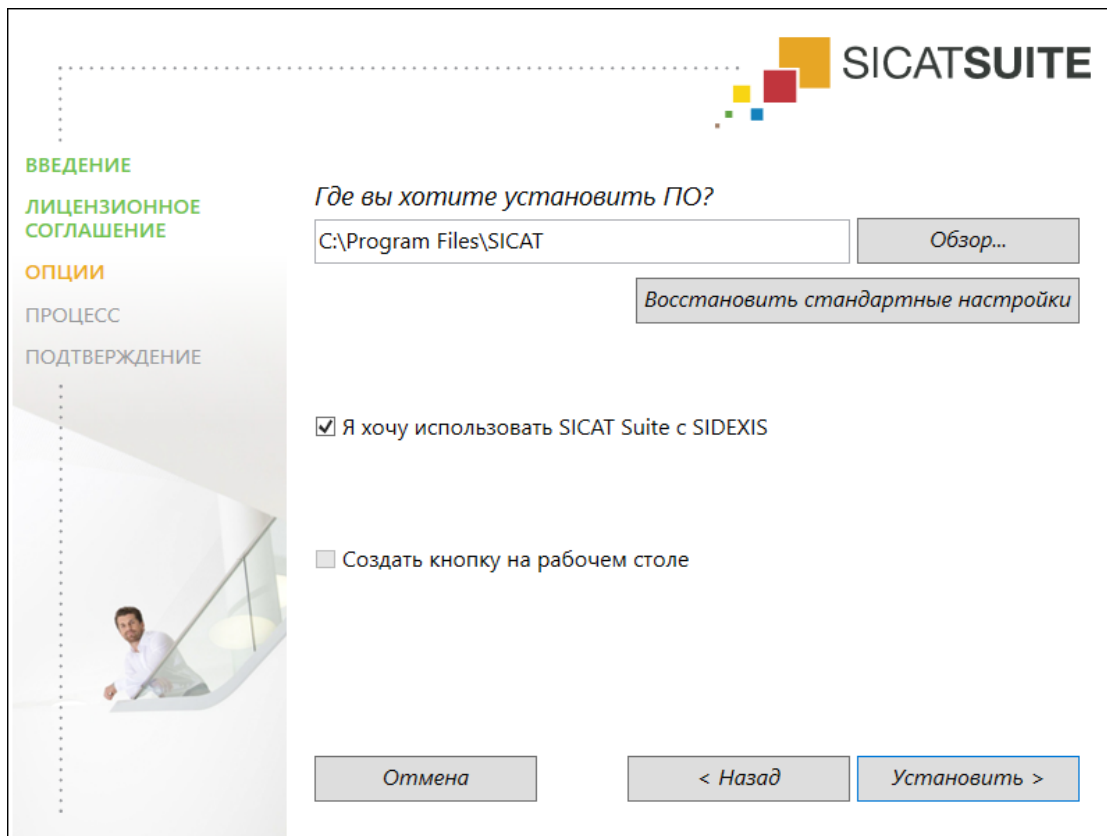 SICATSUITE
ВВЕДЕНИЕ
ЛИЦЕНЗИОННОЕ
СОГЛАШЕНИЕ
ОПЦИИ
ПРОЦЕСС
ПОДТВЕРЖДЕНИЕ
Где вы хотите установить ПО?
C:\Program Files\SICAT
Обзор...
Восстановить стандартные настройки
Я хочу использовать SICAT Suite с SIDEXIS
Создать кнопку на рабочем столе
Отмена
< Назад
Установить >